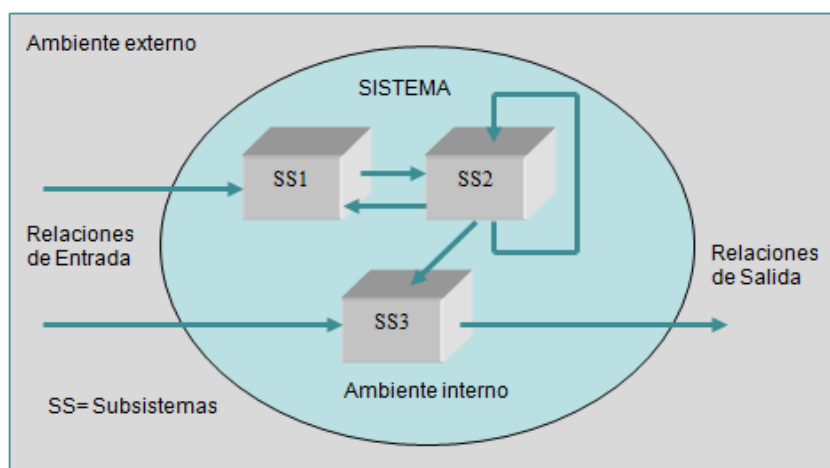 Ambiente externo
SISTEMA
SS1
SS2
Relaciones
de Entrada
Relaciones
de Salida
SS3
Ambiente interno
SS= Subsistemas